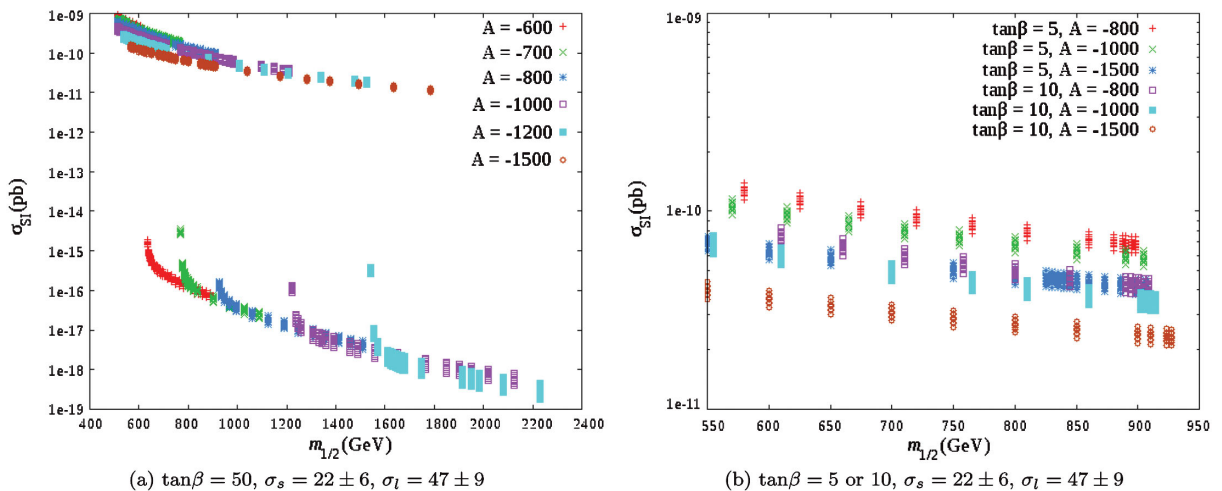 1e-09
1e-10
1e-11
1e-12
1e-13
1e-14
1e-15
1e-16
1e-17
1e-18
1e-19
σSI(pb)
400 600 800 1000 1200 1400 1600 1800 2000 2200 2400
m1/2(GeV)
A = -600
A = -700
A = -800
A = -1000
A = -1200
A = -1500
(a) tanβ = 50, σs = 22 ± 6, σl = 47 ± 9
1e-09
1e-10
1e-11
σSI(pb)
550 600 650 700 750 800 850 900 950
m1/2(GeV)
tanβ = 5, A = -800
tanβ = 5, A = -1000
tanβ = 5, A = -1500
tanβ = 10, A = -800
tanβ = 10, A = -1000
tanβ = 10, A = -1500
(b) tanβ = 5 or 10, σs = 22 ± 6, σl = 47 ± 9